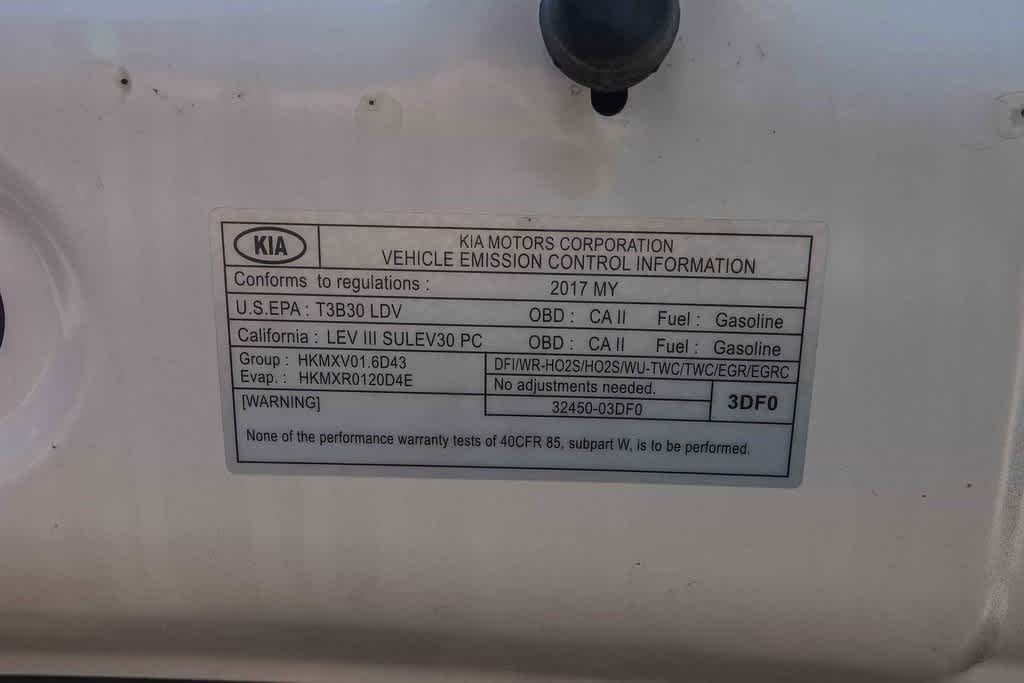 KIA
KIA MOTORS CORPORATION
VEHICLE EMISSION CONTROL INFORMATION
Conforms to regulations : 2017 MY
U.S.EPA : T3B30 LDV OBD : CA II Fuel : Gasoline
California : LEV III SULEV30 PC OBD : CA II Fuel : Gasoline
Group : HKMXV01.6D43
Evap. : HKMXR0120D4E
DFI/WR-HO2S/HO2S/WU-TWC/TWC/EGR/EGRC
No adjustments needed.
32450-03DF0
3DF0
[WARNING]
None of the performance warranty tests of 40CFR 85, subpart W, is to be performed.